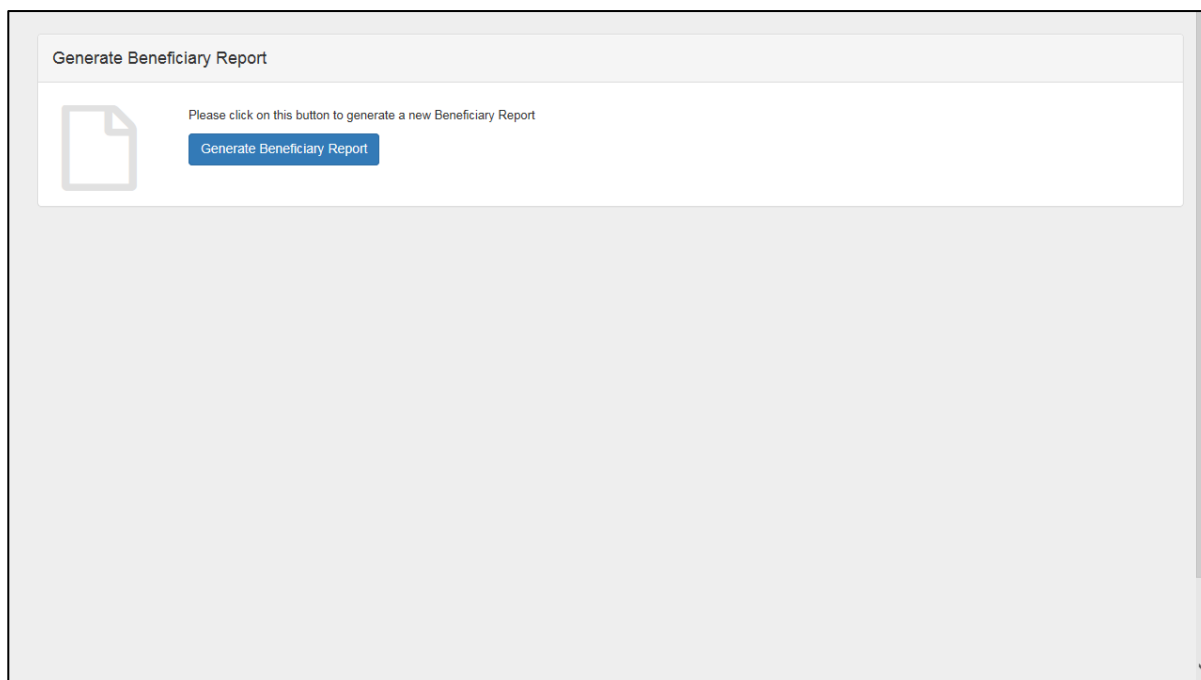 Generate Beneficiary Report
Please click on this button to generate a new Beneficiary Report
Generate Beneficiary Report